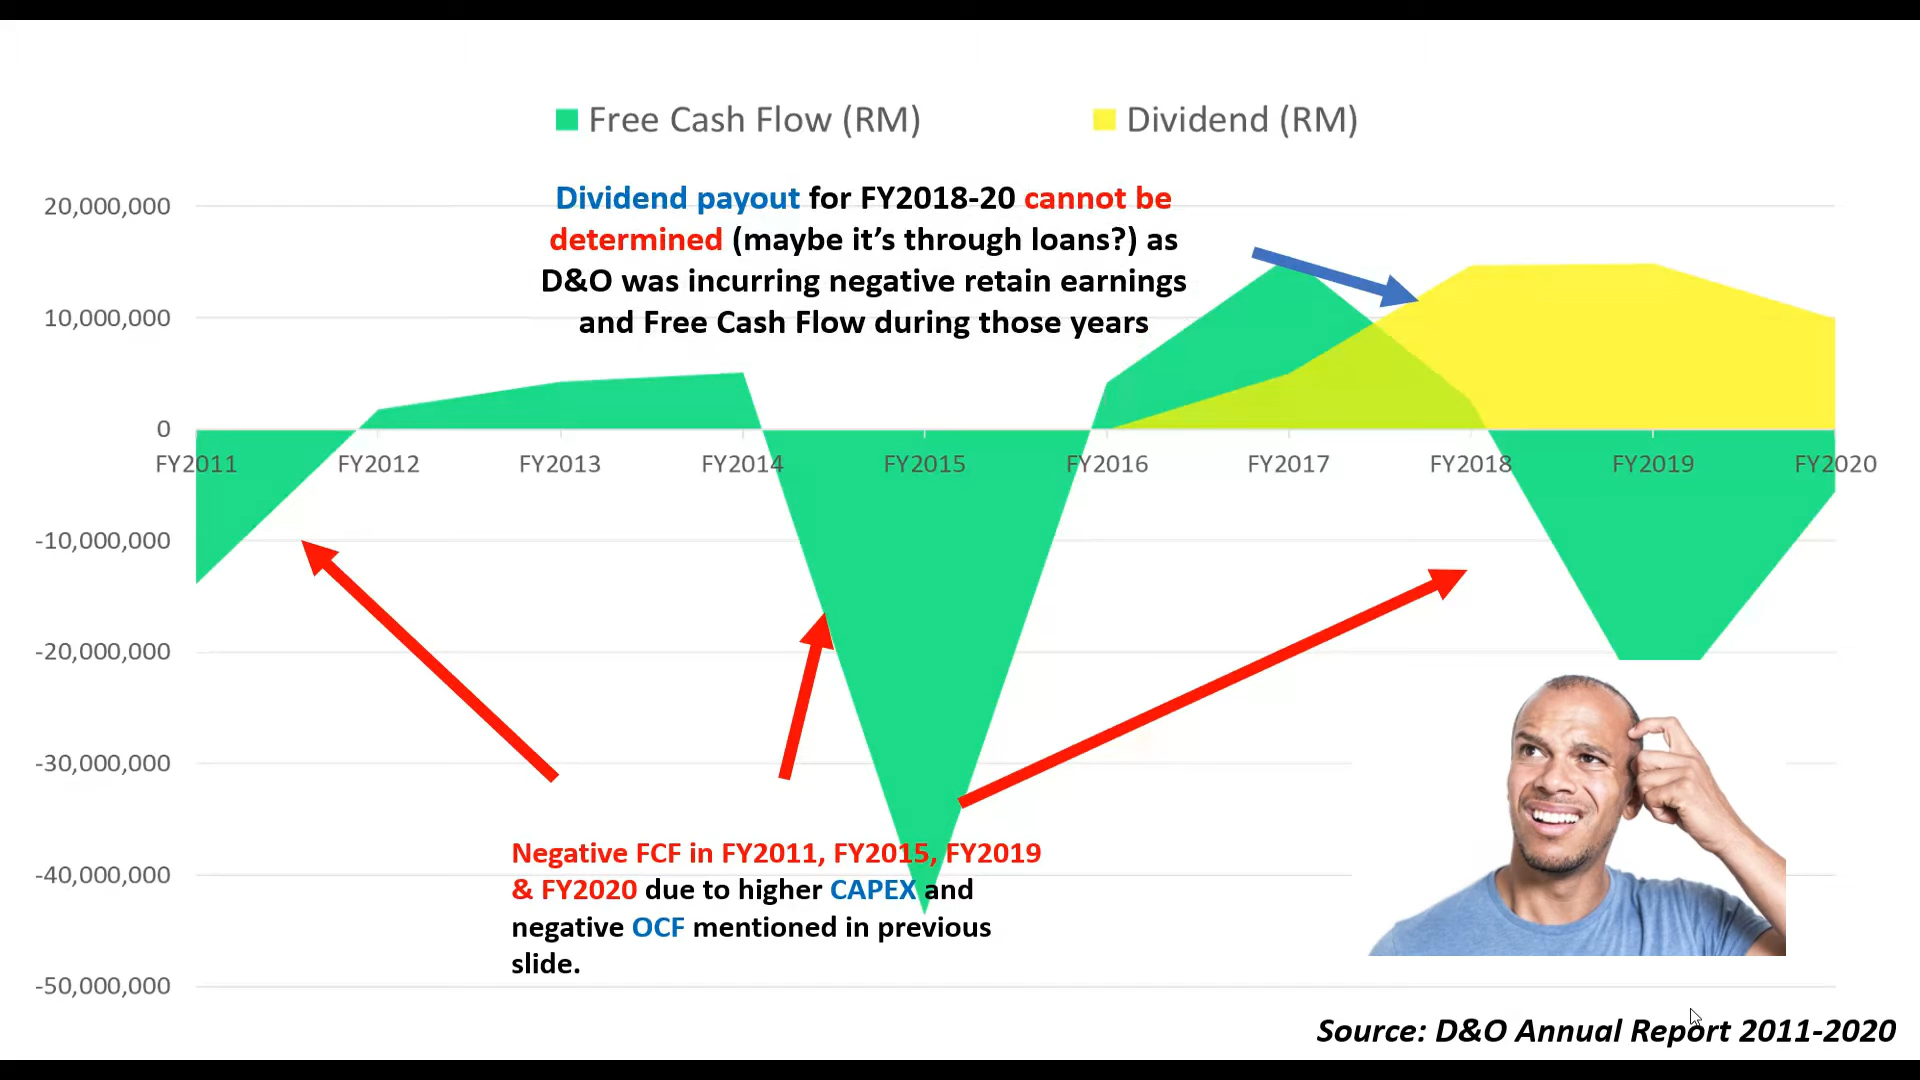 Free Cash Flow (RM)
Dividend (RM)
Dividend payout for FY2018-20 cannot be
determined (maybe it's through loans?) as
D&O was incurring negative retain earnings
and Free Cash Flow during those years
20,000,000
10,000,000
0
-10,000,000
-20,000,000
-30,000,000
-40,000,000
-50,000,000
FY2011 FY2012 FY2013 FY2014 FY2015 FY2016 FY2017 FY2018 FY2019 FY2020
Negative FCF in FY2011, FY2015, FY2019
& FY2020 due to higher CAPEX and
negative OCF mentioned in previous
slide.
Source: D&O Annual Report 2011-2020